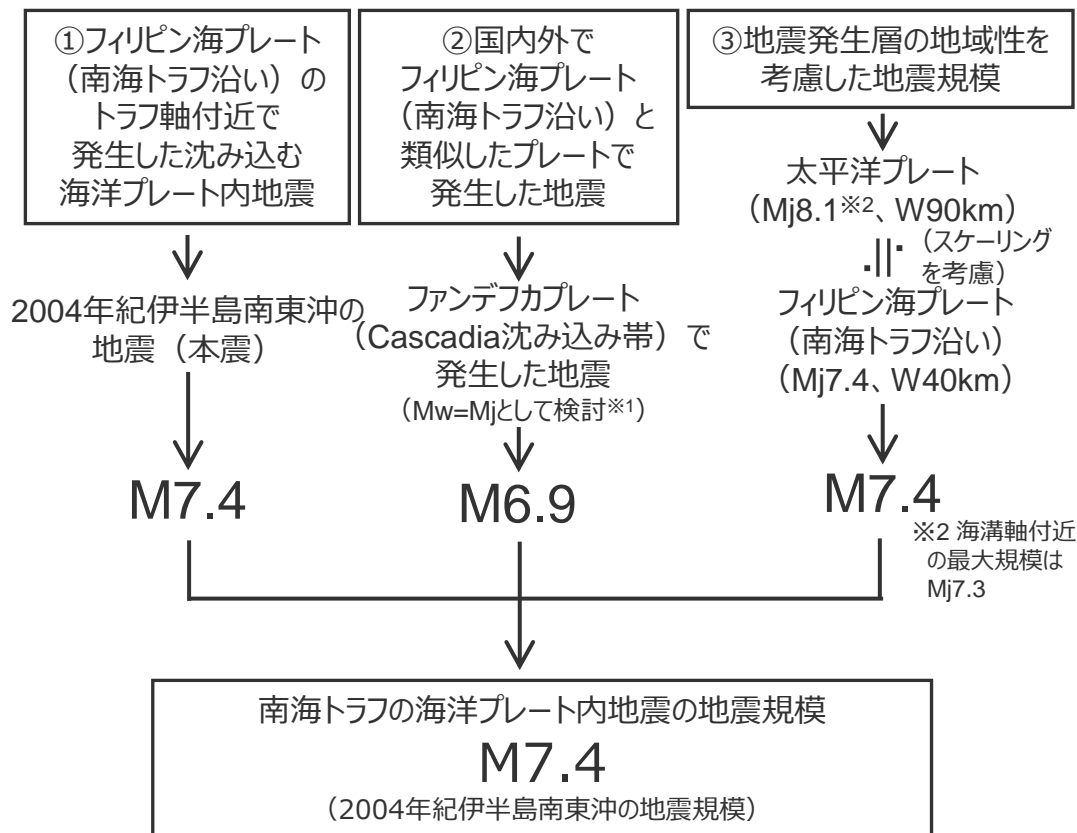 ①フィリピン海プレート
（南海トラフ沿い）の
トラフ軸付近で
発生した沈み込む
海洋プレート内地震
②国内外で
フィリピン海プレート
（南海トラフ沿い）と
類似したプレートで
発生した地震
③地震発生層の地域性を
考慮した地震規模
2004年紀伊半島南東沖の
地震（本震）
ファンデフカプレート
（Cascadia沈み込み帯）で
発生した地震
（Mw=Mjとして検討※1）
太平洋プレート
（Mj8.1※2、W90km）
（スケーリング
を考慮）
フィリピン海プレート
（南海トラフ沿い）
（Mj7.4、W40km）
M7.4
M6.9
M7.4
※2 海溝軸付近
の最大規模は
Mj7.3
南海トラフの海洋プレート内地震の地震規模
M7.4
（2004年紀伊半島南東沖の地震規模）